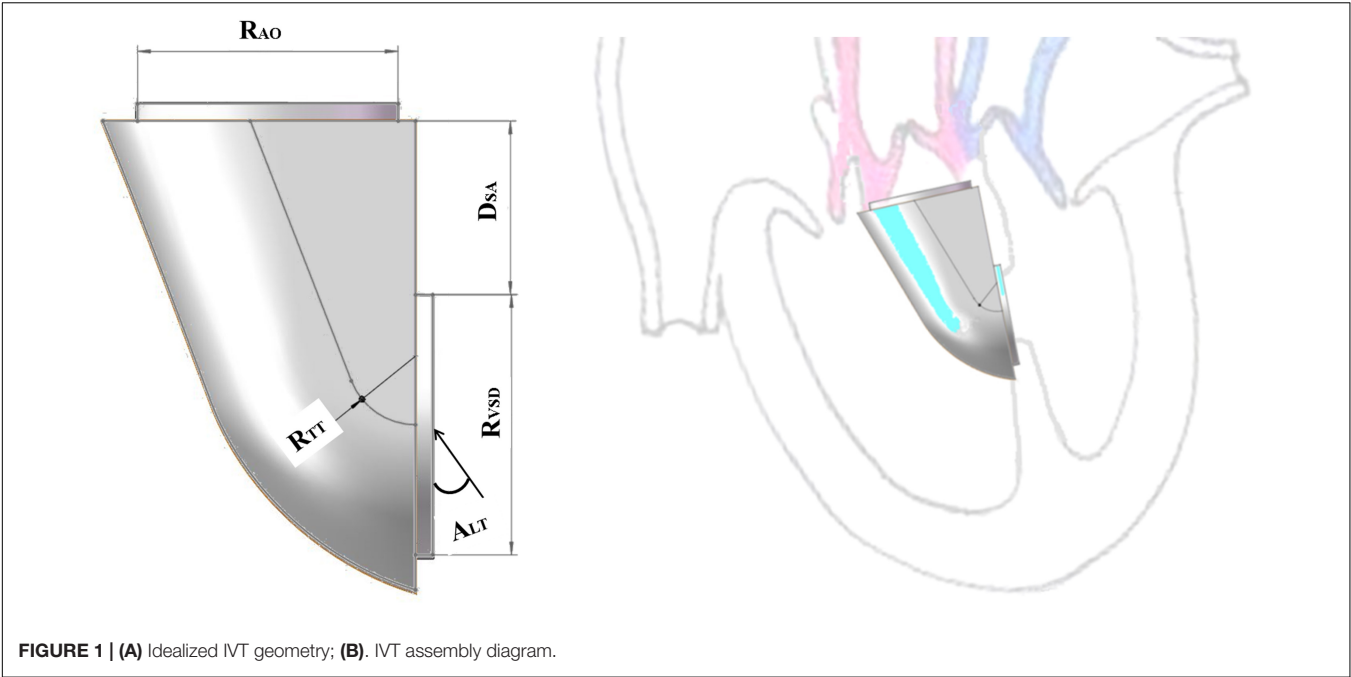 RAO
DSA
RTT
RVSD
ALT
FIGURE 1 | (A) Idealized IVT geometry; (B). IVT assembly diagram.